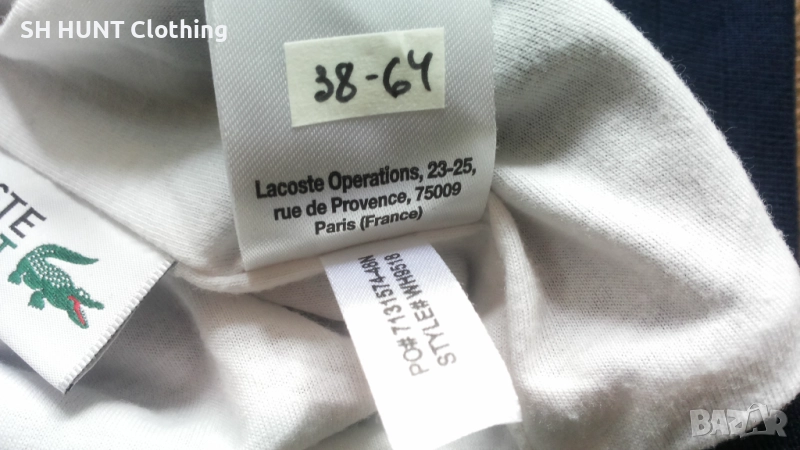 SH HUNT Clothing
38-64
Lacoste Operations, 23-25,
rue de Provence, 75009
Paris (France)
PO# 7131574-48N
STYLE# WH9518
BAZAR